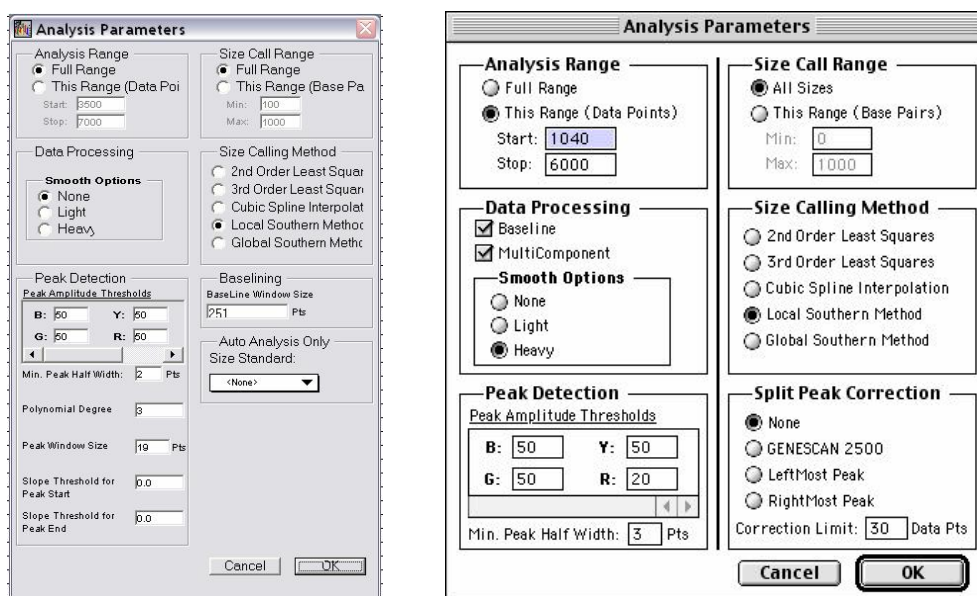 Analysis Parameters
Analysis Range
Full Range
This Range (Data Poi
Start: 3500
Stop: 7000
Size Call Range
Full Range
This Range (Base Pa
Min: 100
Max: 1000
Data Processing
Smooth Options
None
Light
Heavy
Size Calling Method
2nd Order Least Squar
3rd Order Least Squar
Cubic Spline Interpolat
Local Southern Method
Global Southern Metho
Peak Detection
Peak Amplitude Thresholds
B: 50 Y: 50
G: 50 R: 50
Min. Peak Half Width: 2 Pts
Polynomial Degree 3
Peak Window Size 19 Pts
Slope Threshold for
Peak Start
0.0
Slope Threshold for
Peak End
0.0
Baselining
BaseLine Window Size
251 Pts
Auto Analysis Only
Size Standard:
<None>
Cancel OK
Analysis Parameters
Analysis Range
Full Range
This Range (Data Points)
Start: 1040
Stop: 6000
Data Processing
Baseline
MultiComponent
Smooth Options
None
Light
Heavy
Peak Detection
Peak Amplitude Thresholds
B: 50 Y: 50
G: 50 R: 20
Min. Peak Half Width: 3 Pts
Size Call Range
All Sizes
This Range (Base Pairs)
Min: 0
Max: 1000
Size Calling Method
2nd Order Least Squares
3rd Order Least Squares
Cubic Spline Interpolation
Local Southern Method
Global Southern Method
Split Peak Correction
None
GENESCAN 2500
LeftMost Peak
RightMost Peak
Correction Limit: 30 Data Pts
Cancel OK